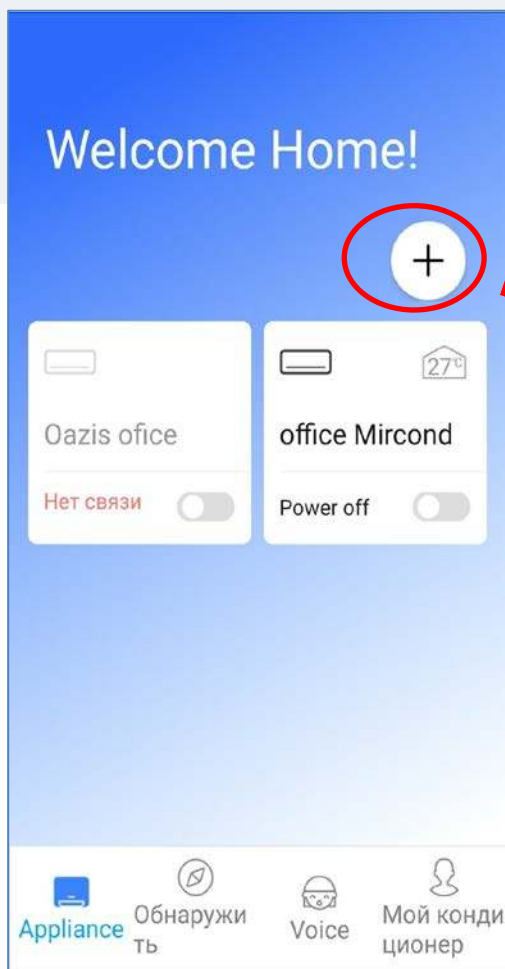 Welcome Home!
+
27°C
Oazis ofice
office Mircond
Нет связи
Power off
Appliance
Обнаружи
ть
Voice
Мой конди
ционер